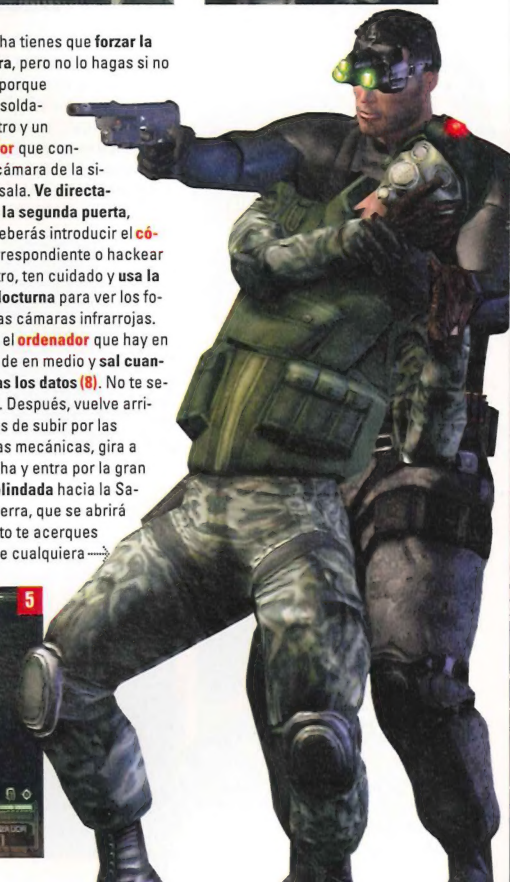 ha tienes que forzar la
ra, pero no lo hagas si no
porque
solda-
tro y un
or que con-
cámara de la si-
sala. Ve directa-
la segunda puerta,
eberás introducir el có-
rrespondiente o hackear
tro, ten cuidado y usa la
locturna para ver los fo-
as cámaras infrarrojas.
el ordenador que hay en
de en medio y sal cuan-
as los datos (8). No te se-
. Después, vuelve arri-
s de subir por las
as mecánicas, gira a
ha y entra por la gran
lindada hacia la Sa-
erra, que se abrirá
to te acerques
e cualquiera
5